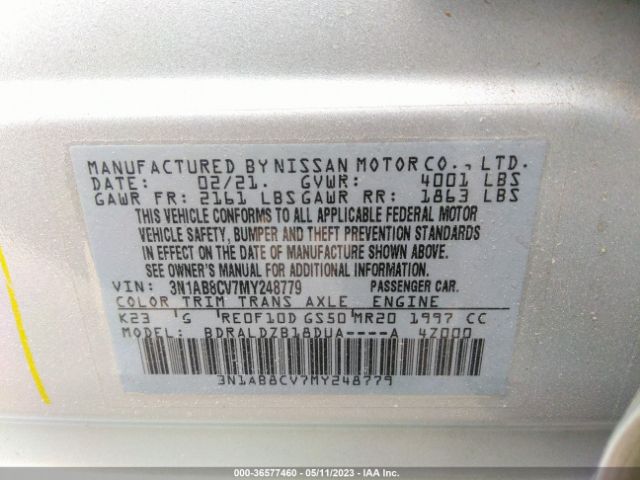 MANUFACTURED BY NISSAN MOTOR CO., LTD.
DATE: 02/21. GVWR: 4001 LBS
GAWR FR: 2161 LBS GAWR RR: 1863 LBS
THIS VEHICLE CONFORMS TO ALL APPLICABLE FEDERAL MOTOR
VEHICLE SAFETY, BUMPER AND THEFT PREVENTION STANDARDS
IN EFFECT ON THE DATE OF MANUFACTURE SHOWN ABOVE.
SEE OWNER'S MANUAL FOR ADDITIONAL INFORMATION.
VIN: 3N1AB8CV7MY248779 PASSENGER CAR.
COLOR TRIM TRANS AXLE ENGINE
K23 G RE0F10D GS50 MR20 1997 CC
MODEL: BDRALDZB18DUA----A 4Z000
3N1AB8CV7MY248779
000-36577460 - 05/11/2023 - IAA Inc.